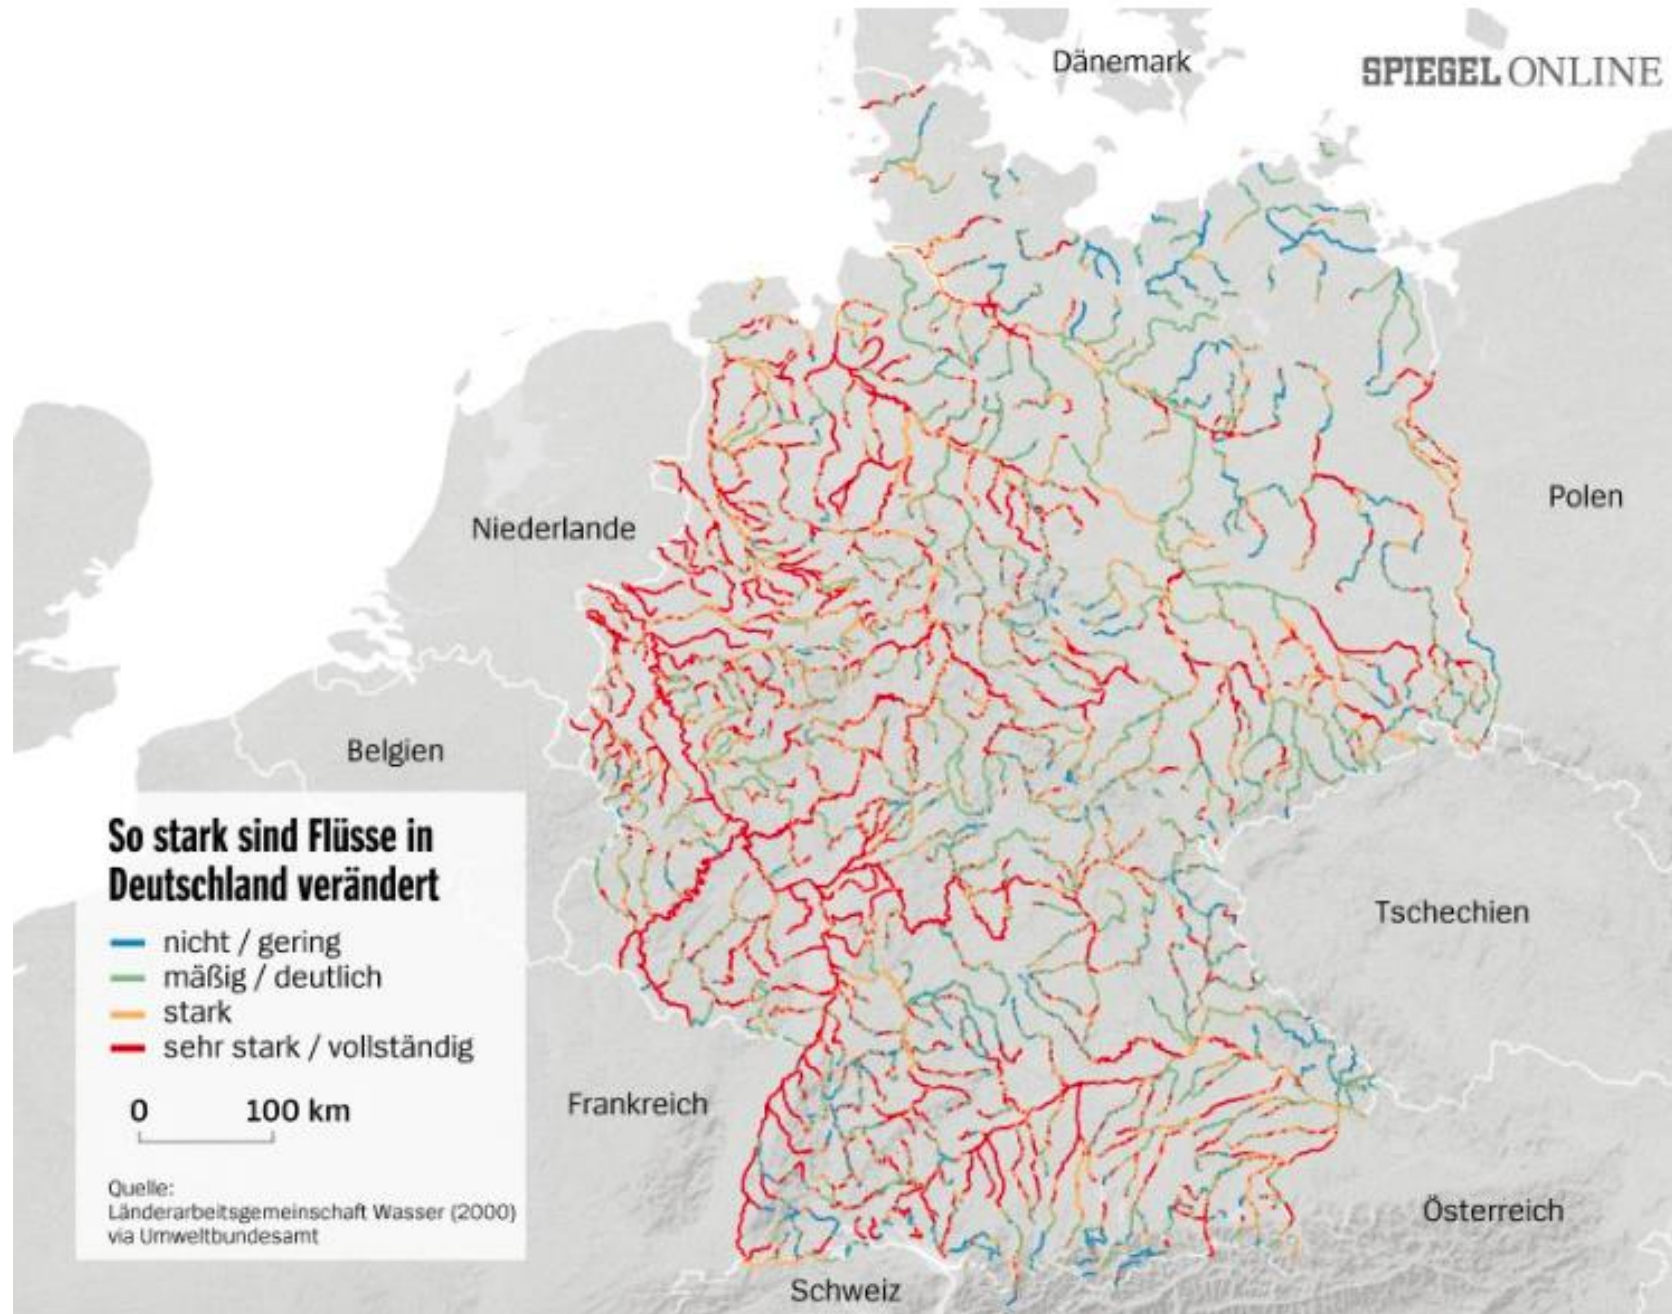 Dänemark
SPIEGEL ONLINE
Polen
Niederlande
Belgien
So stark sind Flüsse in
Deutschland verändert
nicht / gering
mäßig / deutlich
stark
sehr stark / vollständig
0 100 km
Quelle:
Länderarbeitsgemeinschaft Wasser (2000)
via Umweltbundesamt
Tschechien
Frankreich
Österreich
Schweiz